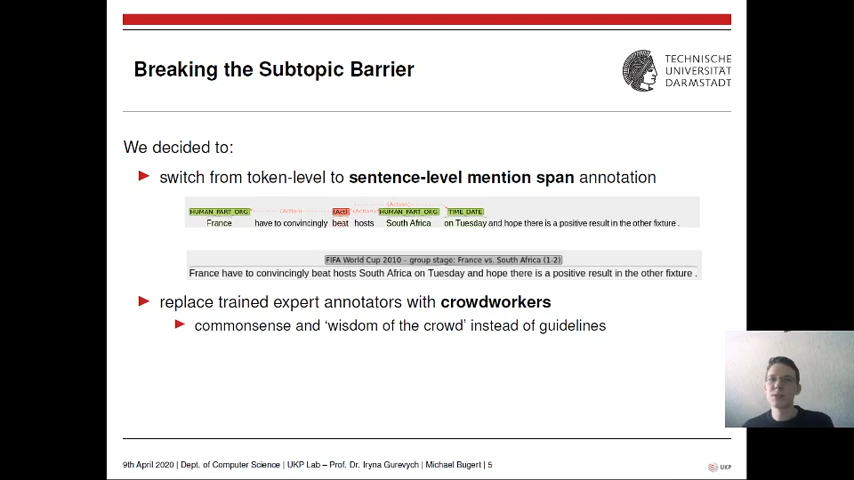 Breaking the Subtopic Barrier
TECHNISCHE
UNIVERSITÄT
DARMSTADT
We decided to:
switch from token-level to sentence-level mention span annotation
HUMAN_PART_ORG (Action) (Act) (Action) (Action) HUMAN_PART_ORG TIME_DATE
France have to convincingly beat hosts South Africa on Tuesday and hope there is a positive result in the other fixture .
FIFA World Cup 2010 – group stage: France vs. South Africa (1-2)
France have to convincingly beat hosts South Africa on Tuesday and hope there is a positive result in the other fixture .
replace trained expert annotators with crowdworkers
commonsense and ‘wisdom of the crowd’ instead of guidelines
9th April 2020 | Dept. of Computer Science | UKP Lab – Prof. Dr. Iryna Gurevych | Michael Bugert | 5
UKP